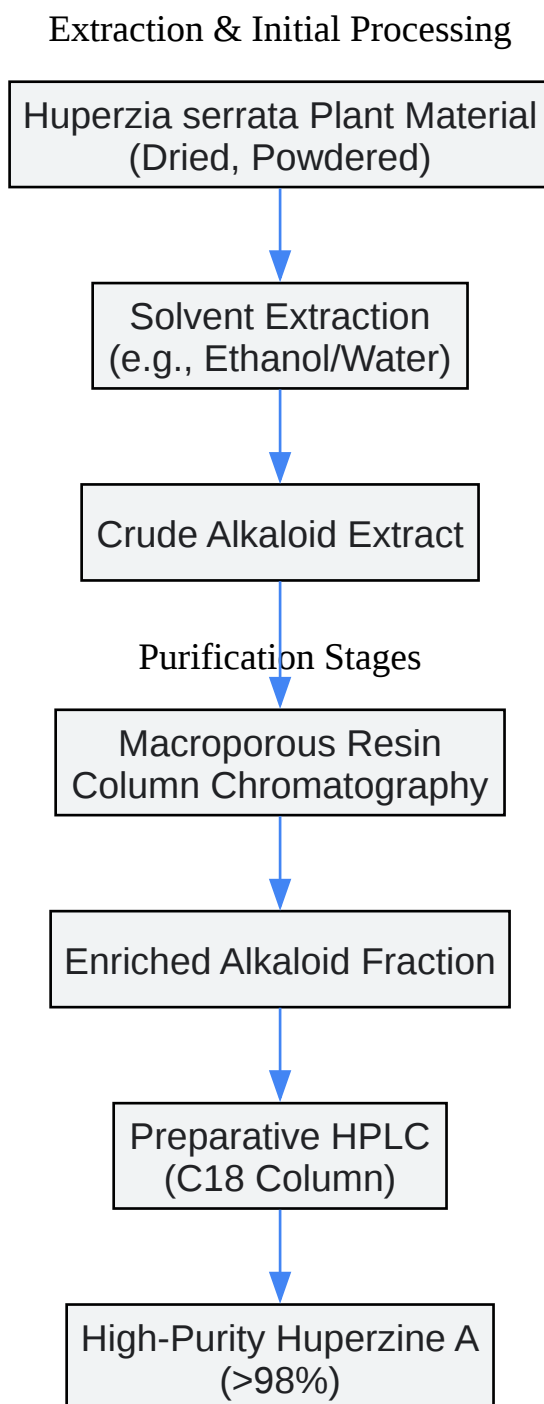 Extraction & Initial Processing
Huperzia serrata Plant Material
(Dried, Powdered)
Solvent Extraction
(e.g., Ethanol/Water)
Crude Alkaloid Extract
Purification Stages
Macroporous Resin
Column Chromatography
Enriched Alkaloid Fraction
Preparative HPLC
(C18 Column)
High-Purity Huperzine A
(>98%)